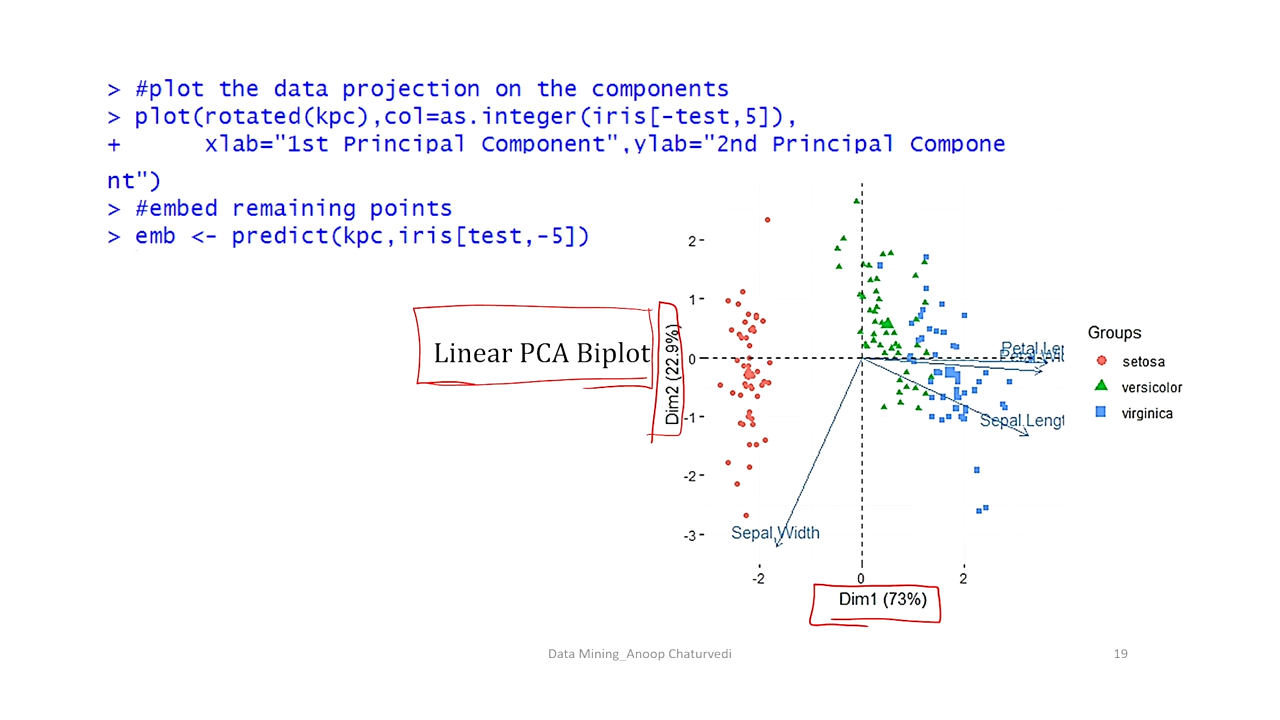 > #plot the data projection on the components
> plot(rotated(kpc),col=as.integer(iris[-test,5]),
+      xlab="1st Principal Component",ylab="2nd Principal Compone
nt")
> #embed remaining points
> emb <- predict(kpc,iris[test,-5])
Linear PCA Biplot
Dim2 (22.9%)
2
1
0
-1
-2
-3
Petal.Ler
Sepal.Lengt
Sepal.Width
-2 0 2
Dim1 (73%)
Groups
setosa
versicolor
virginica
Data Mining_Anoop Chaturvedi
19